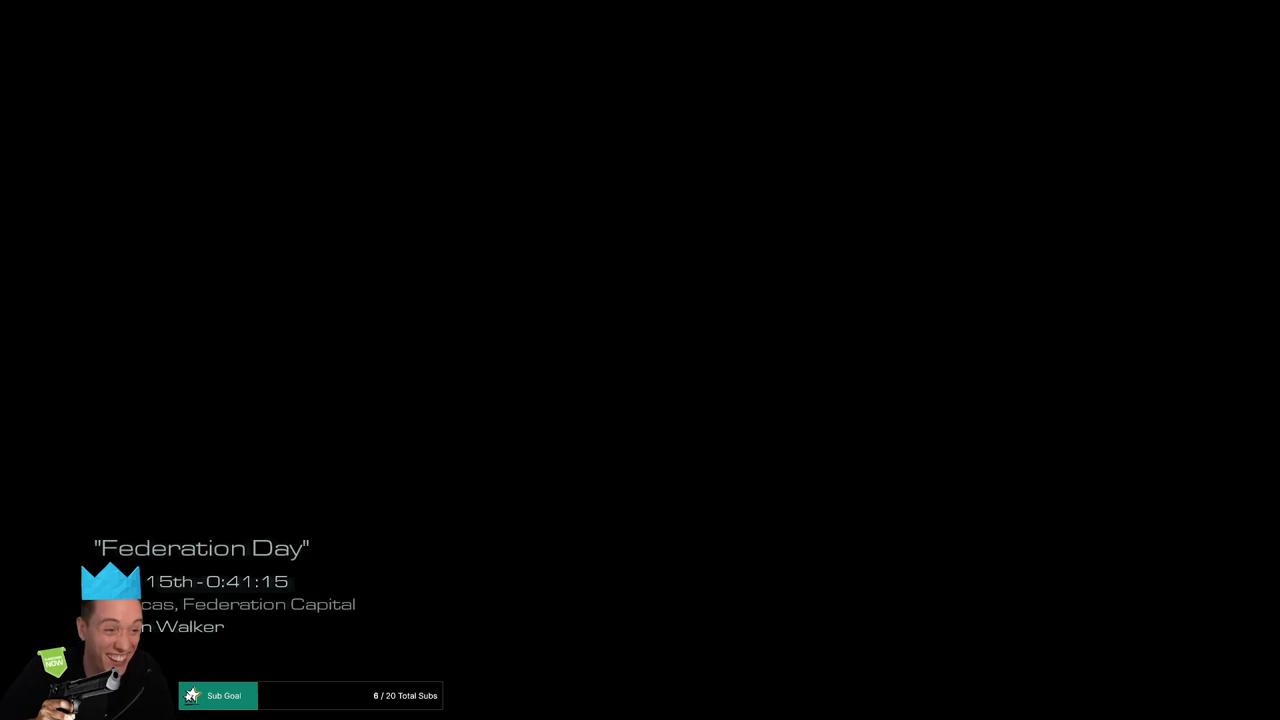 "Federation Day"
15th - 0:41:15
cas, Federation Capital
n Walker
NOW
Sub Goal
6 / 20 Total Subs